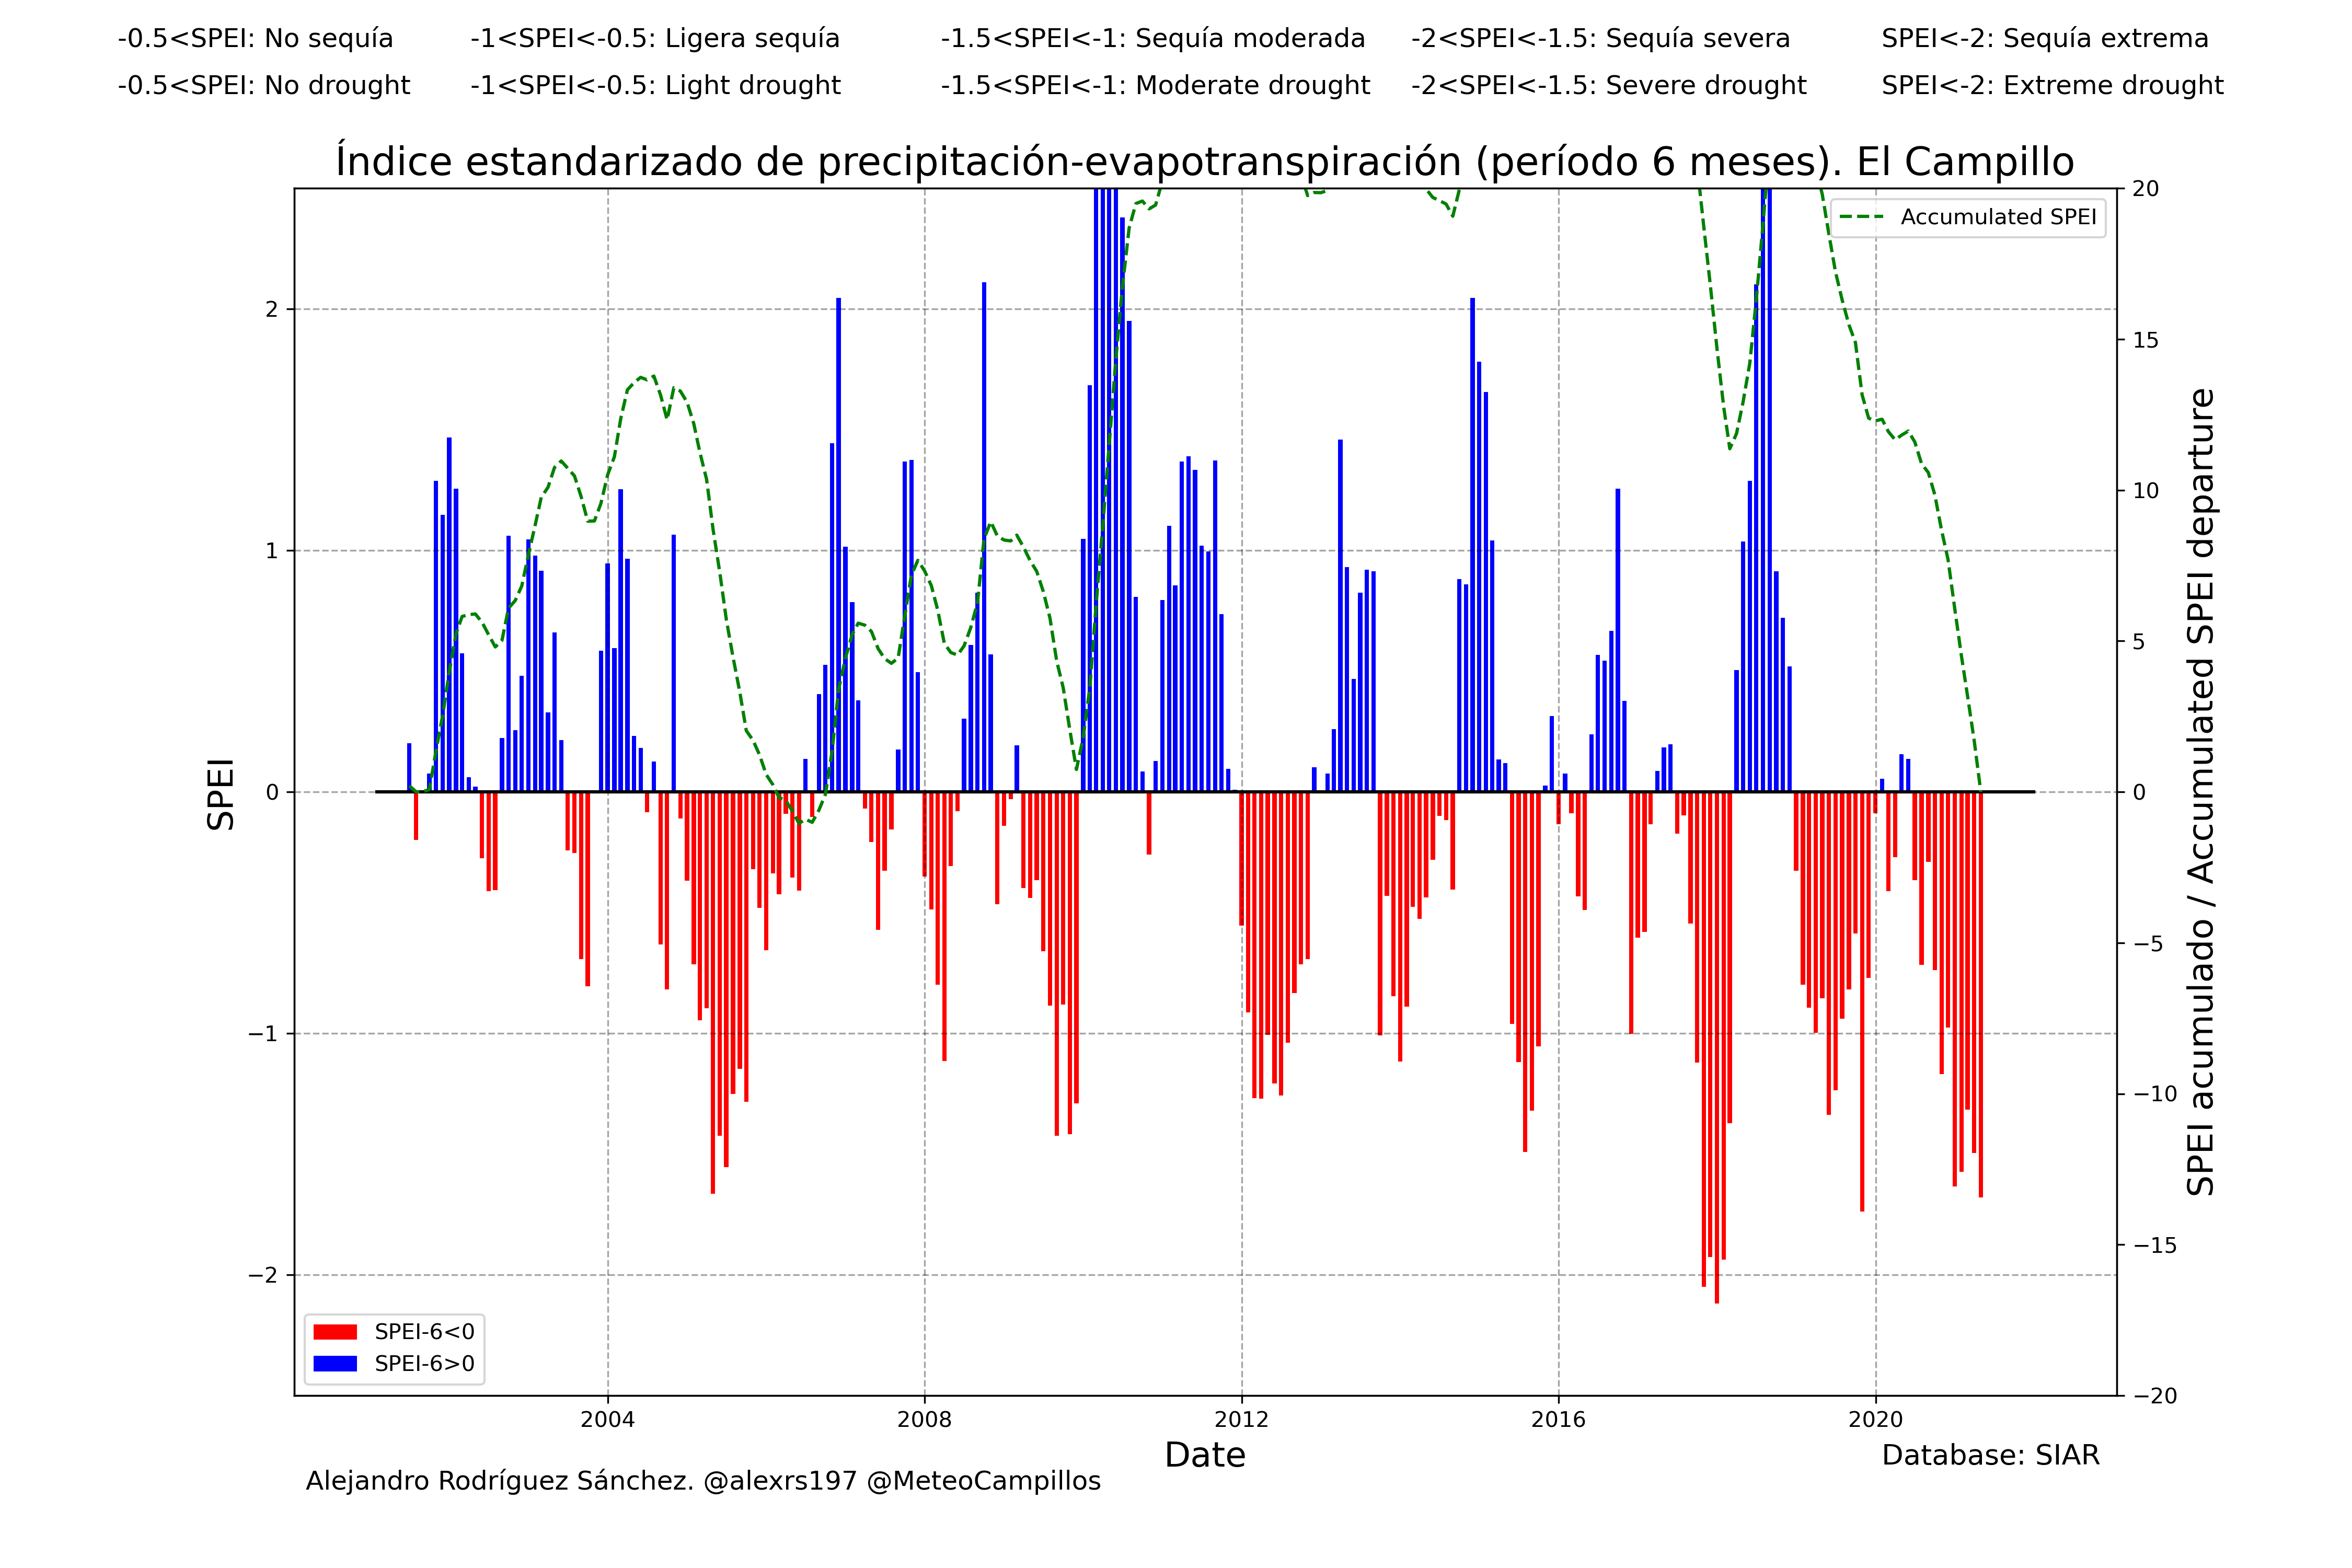 -0.5<SPEI: No sequía -1<SPEI<-0.5: Ligera sequía -1.5<SPEI<-1: Sequía moderada -2<SPEI<-1.5: Sequía severa SPEI<-2: Sequía extrema
-0.5<SPEI: No drought -1<SPEI<-0.5: Light drought -1.5<SPEI<-1: Moderate drought -2<SPEI<-1.5: Severe drought SPEI<-2: Extreme drought
Índice estandarizado de precipitación-evapotranspiración (período 6 meses). El Campillo
Accumulated SPEI
SPEI
2
1
0
−1
−2
20
15
10
5
0
−5
−10
−15
−20
SPEI acumulado / Accumulated SPEI departure
SPEI-6<0
SPEI-6>0
2004 2008 2012 2016 2020
Date
Database: SIAR
Alejandro Rodríguez Sánchez. @alexrs197 @MeteoCampillos